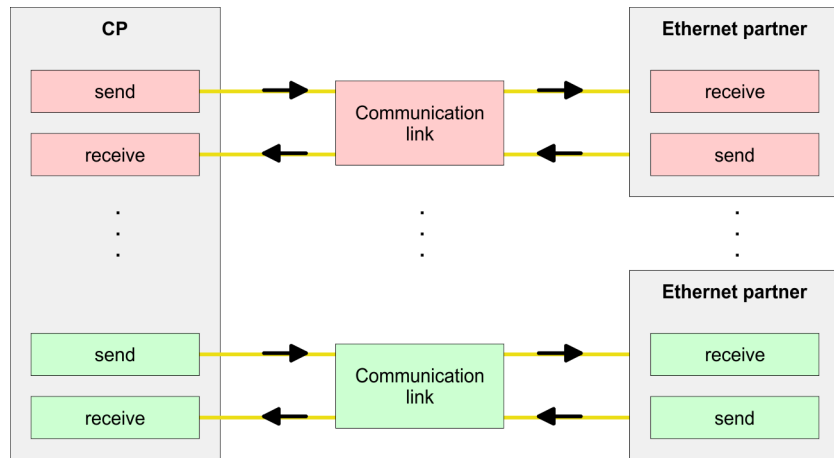 CP
Ethernet partner
send
receive
Communication
link
receive
send
Ethernet partner
send
receive
Communication
link
receive
send